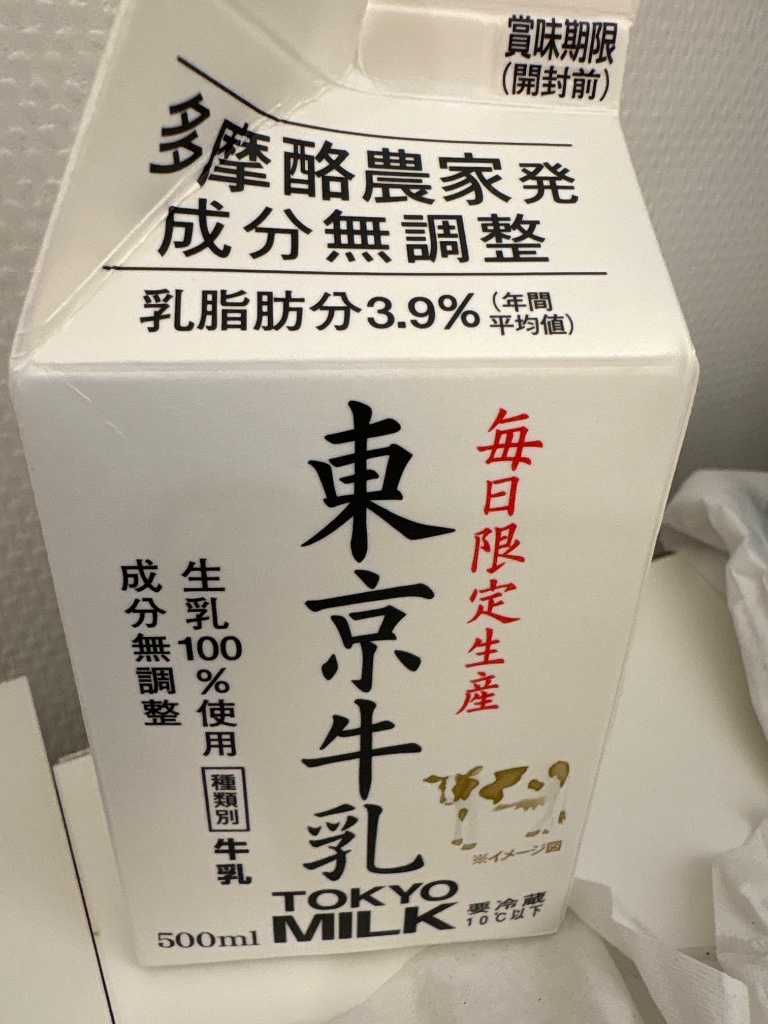 賞味期限
(開封前)
多摩酪農家発
成分無調整
乳脂肪分3.9%(年間平均値)
毎日限定生産
東京牛乳
生乳100%使用
成分無調整
種類別 牛乳
※イメージ図
TOKYO
MILK
500ml
要冷蔵
10℃以下